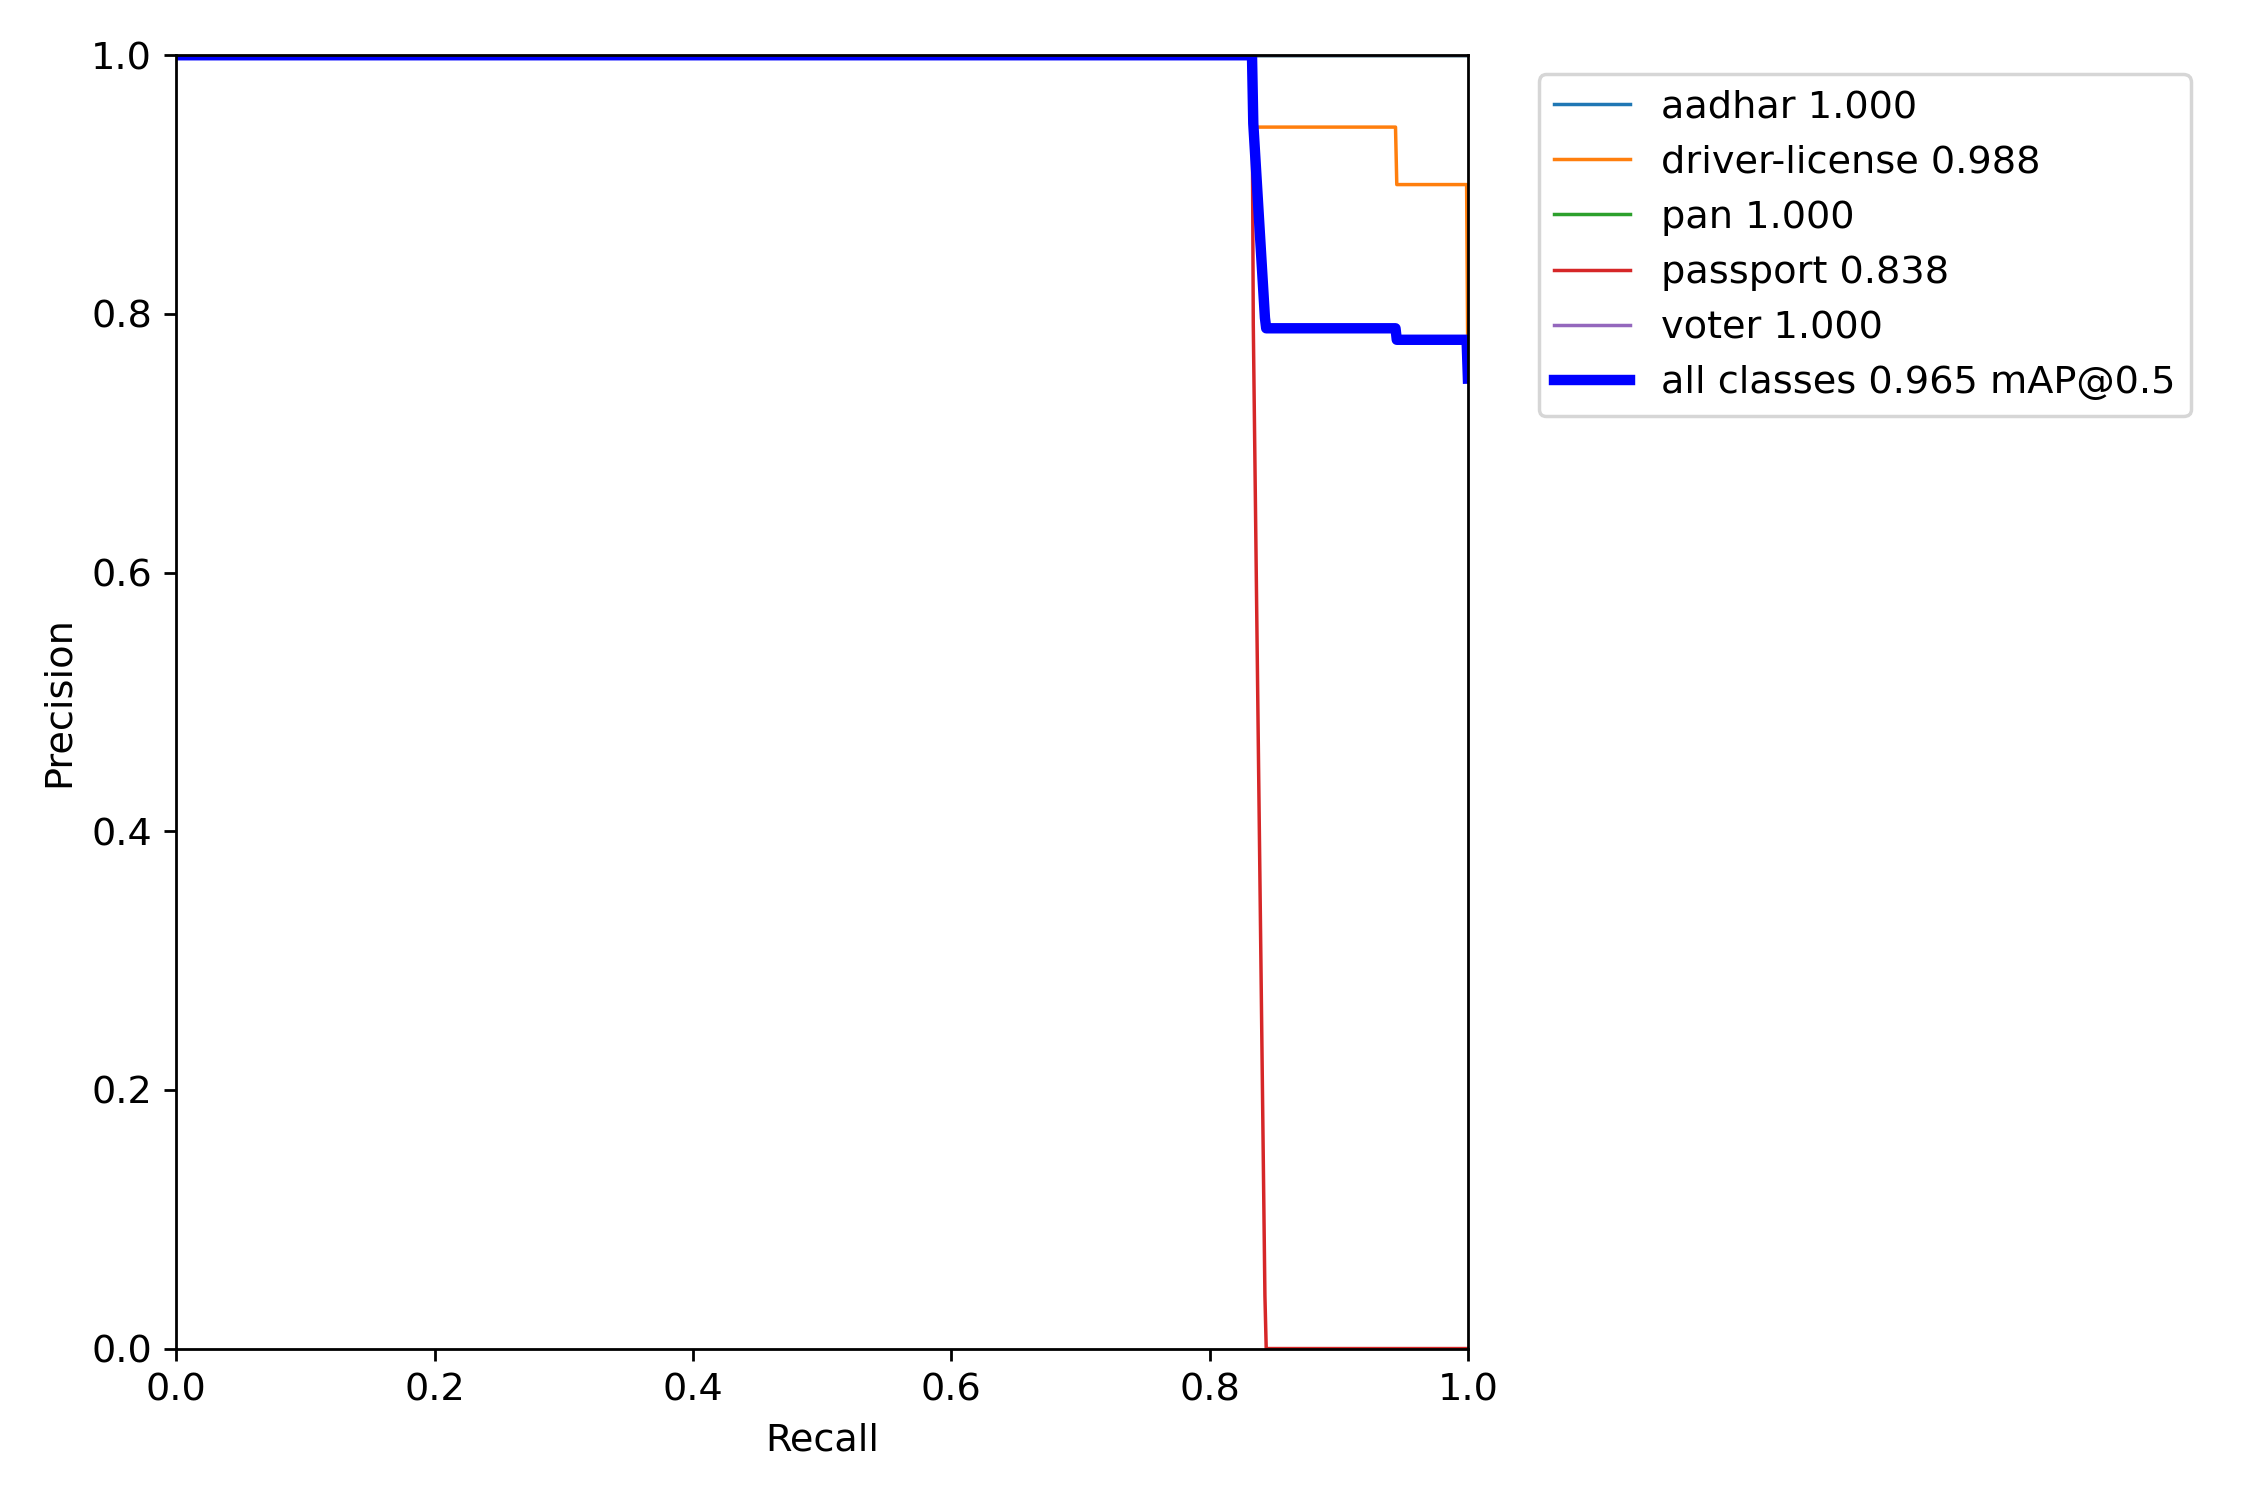 1.0
0.8
0.6
0.4
0.2
0.0
Precision
0.0 0.2 0.4 0.6 0.8 1.0
Recall
aadhar 1.000
driver-license 0.988
pan 1.000
passport 0.838
voter 1.000
all classes 0.965 mAP@0.5